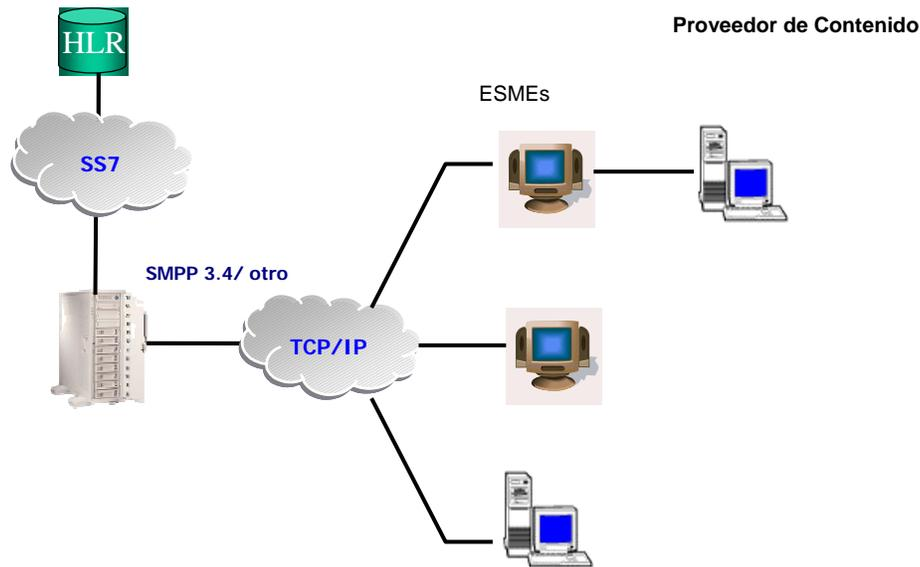 Proveedor de Contenido
HLR
ESMEs
SS7
SMPP 3.4/ otro
TCP/IP